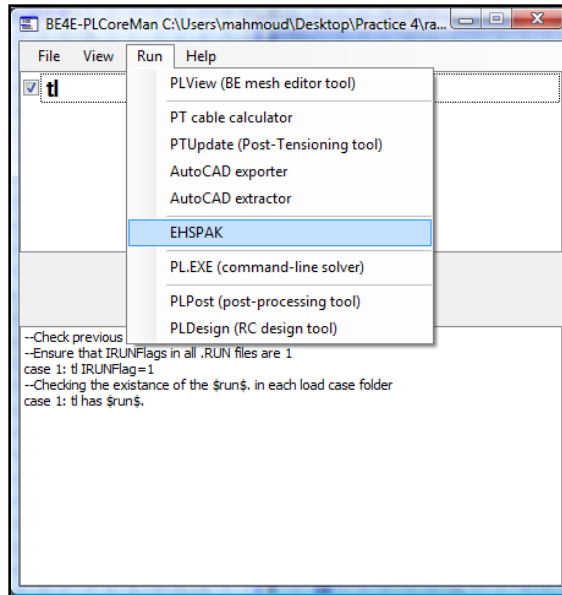 BE4E-PLCoreMan C:\Users\mahmoud\Desktop\Practice 4\ra...
File View Run Help
tl
PLView (BE mesh editor tool)
PT cable calculator
PTUpdate (Post-Tensioning tool)
AutoCAD exporter
AutoCAD extractor
EHSPAK
PL.EXE (command-line solver)
PLPost (post-processing tool)
PLDesign (RC design tool)
--Check previous
--Ensure that IRUNFlags in all .RUN files are 1
case 1: tl IRUNFlag=1
--Checking the existance of the $run$. in each load case folder
case 1: tl has $run$.